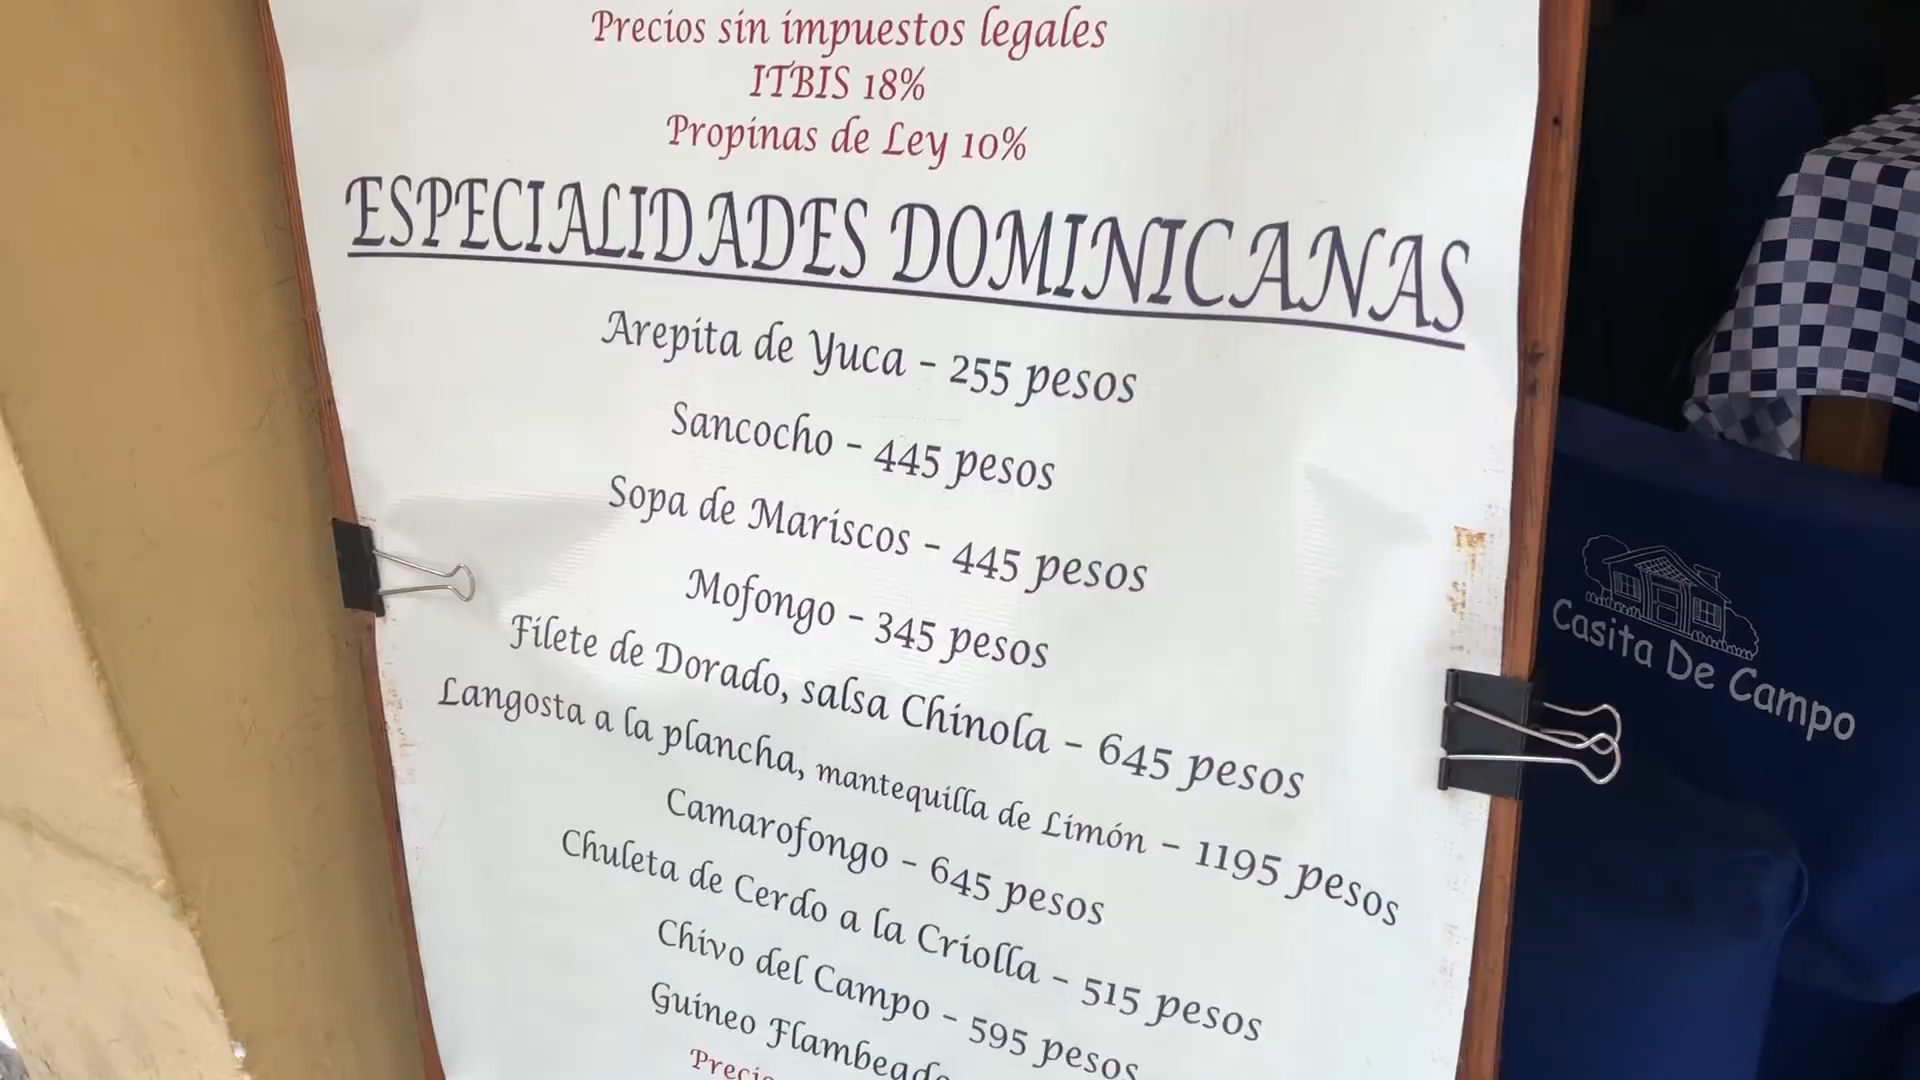 Precios sin impuestos legales
ITBIS 18%
Propinas de Ley 10%
ESPECIALIDADES DOMINICANAS
Arepita de Yuca - 255 pesos
Sancocho - 445 pesos
Sopa de Mariscos - 445 pesos
Mofongo - 345 pesos
Filete de Dorado, salsa Chinola - 645 pesos
Langosta a la plancha, mantequilla de Limón - 1195 pesos
Camarofongo - 645 pesos
Chuleta de Cerdo a la Criolla - 515 pesos
Chivo del Campo - 595 pesos
Guineo Flambeado
Casita De Campo